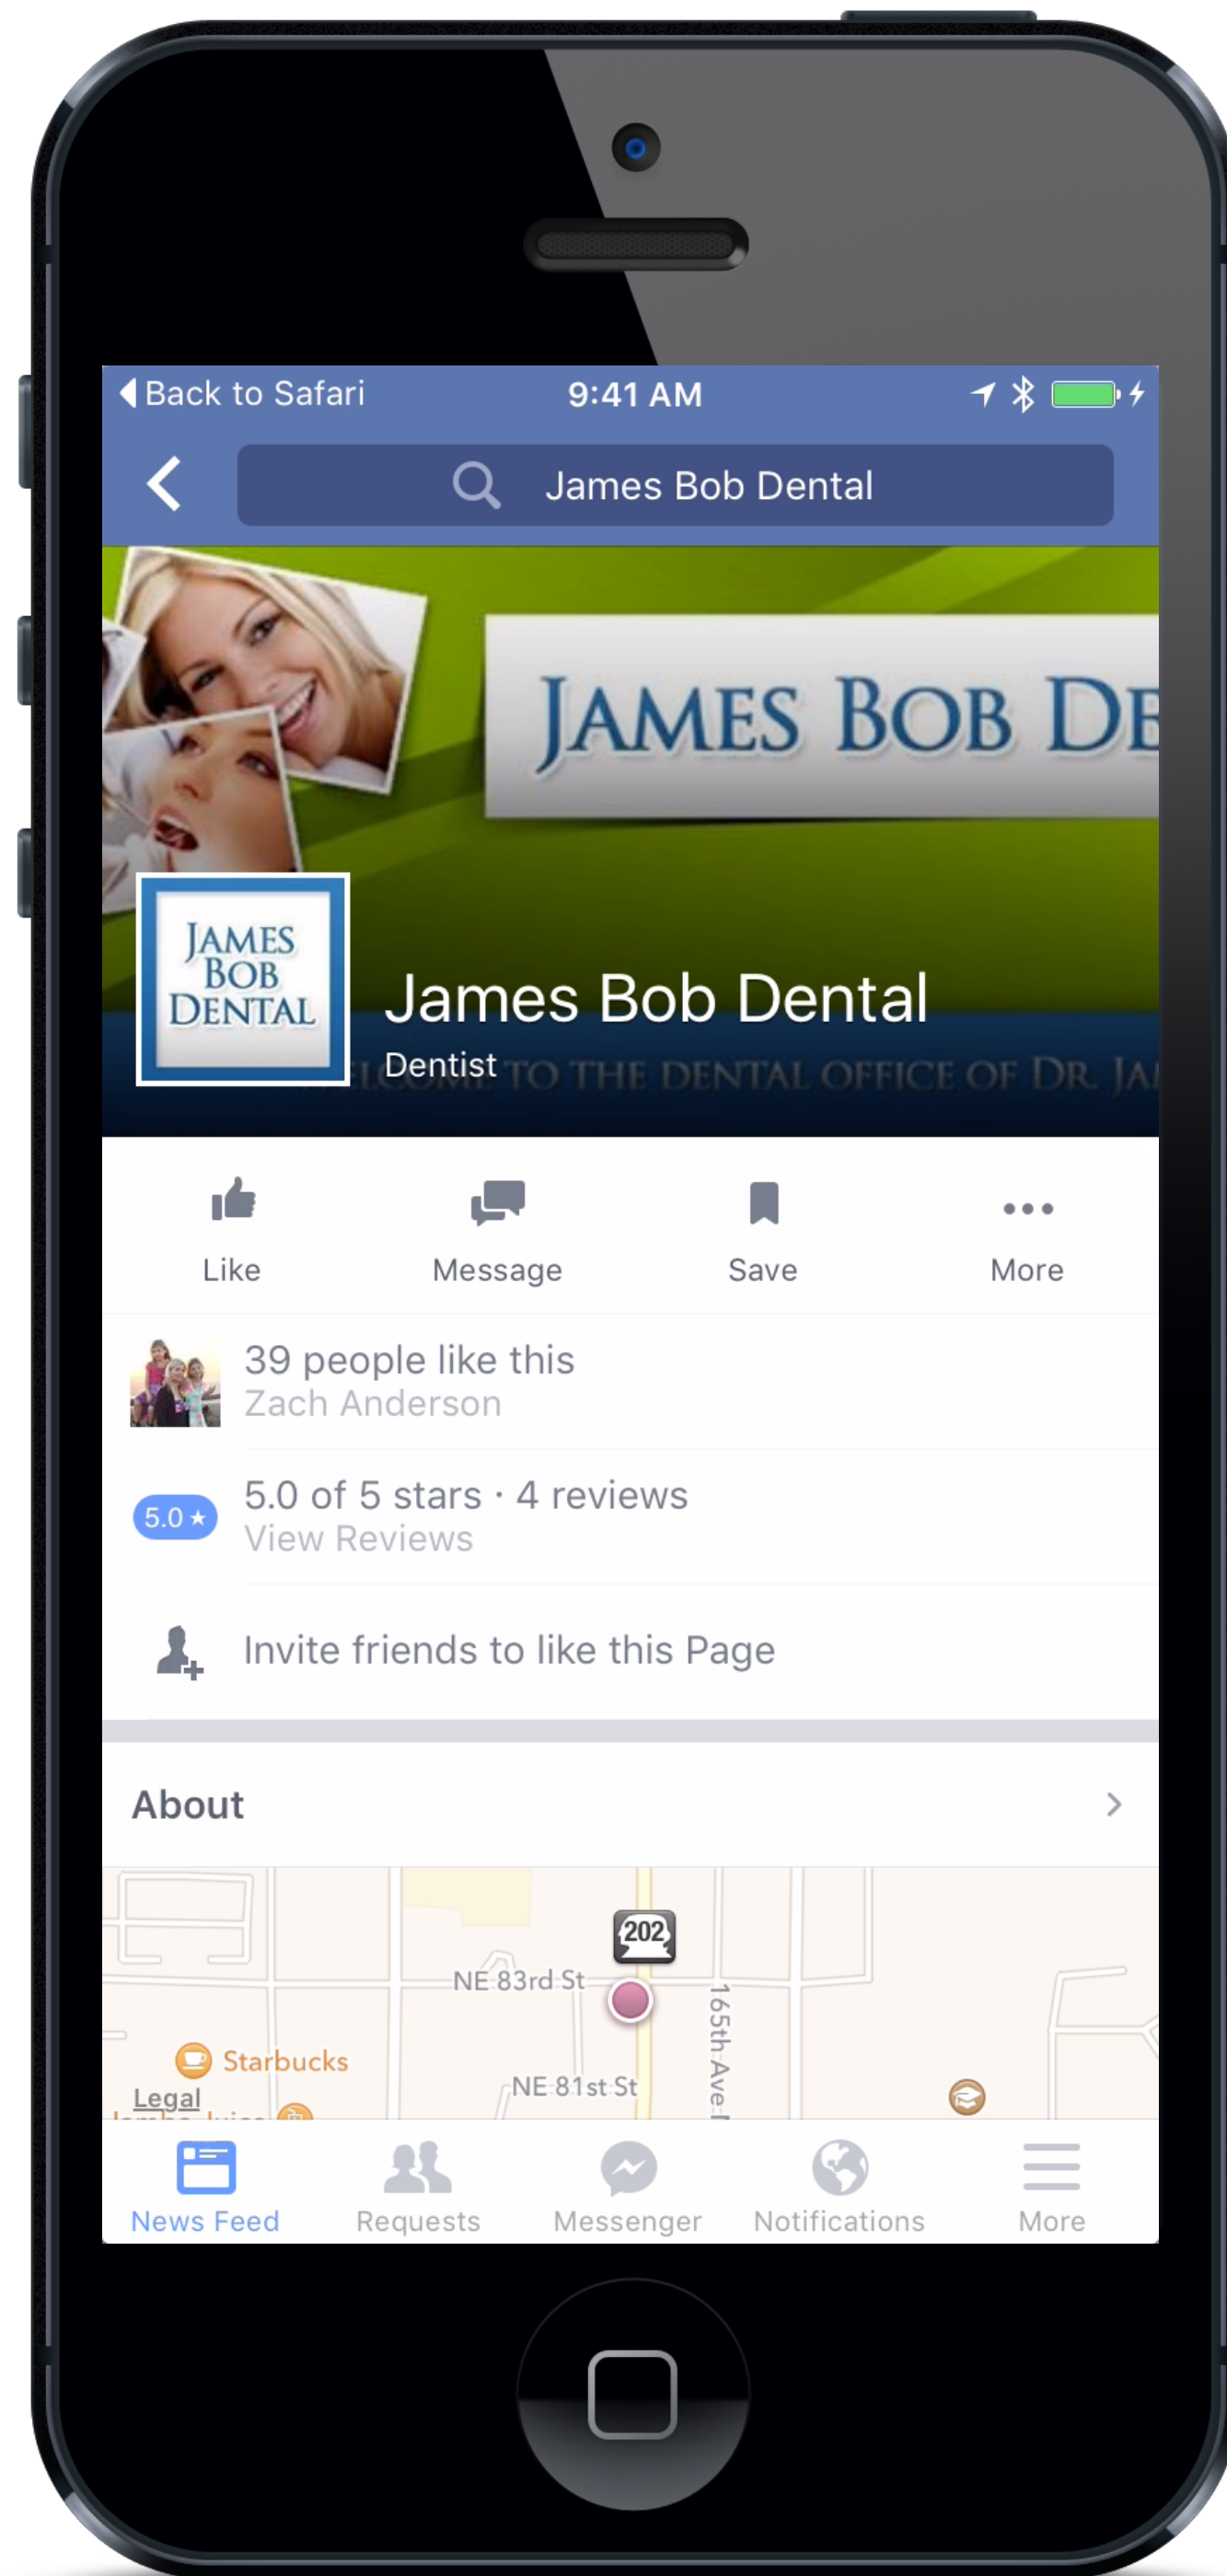 Back to Safari
9:41 AM
James Bob Dental
JAMES BOB DE
JAMES
BOB
DENTAL
James Bob Dental
Dentist
TO THE DENTAL OFFICE OF DR. JA
Like
Message
Save
More
39 people like this
Zach Anderson
5.0 ★
5.0 of 5 stars · 4 reviews
View Reviews
Invite friends to like this Page
About
202
NE 83rd St
165th Ave
Starbucks
NE 81st St
Legal
News Feed
Requests
Messenger
Notifications
More